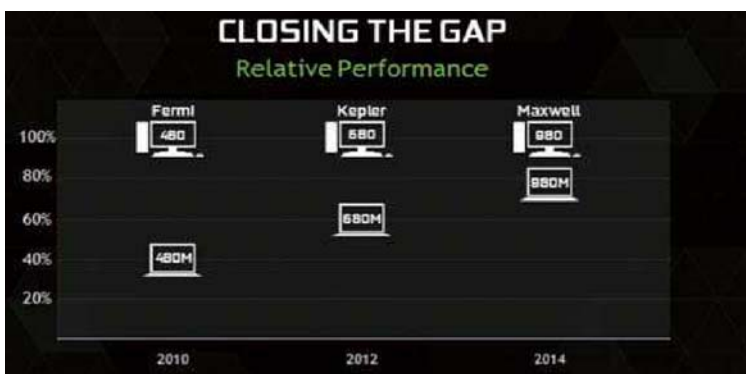 CLOSING THE GAP
Relative Performance
Fermi Kepler Maxwell
100% 480 680 980
80% 980M
60% 680M
40% 480M
20%
2010 2012 2014